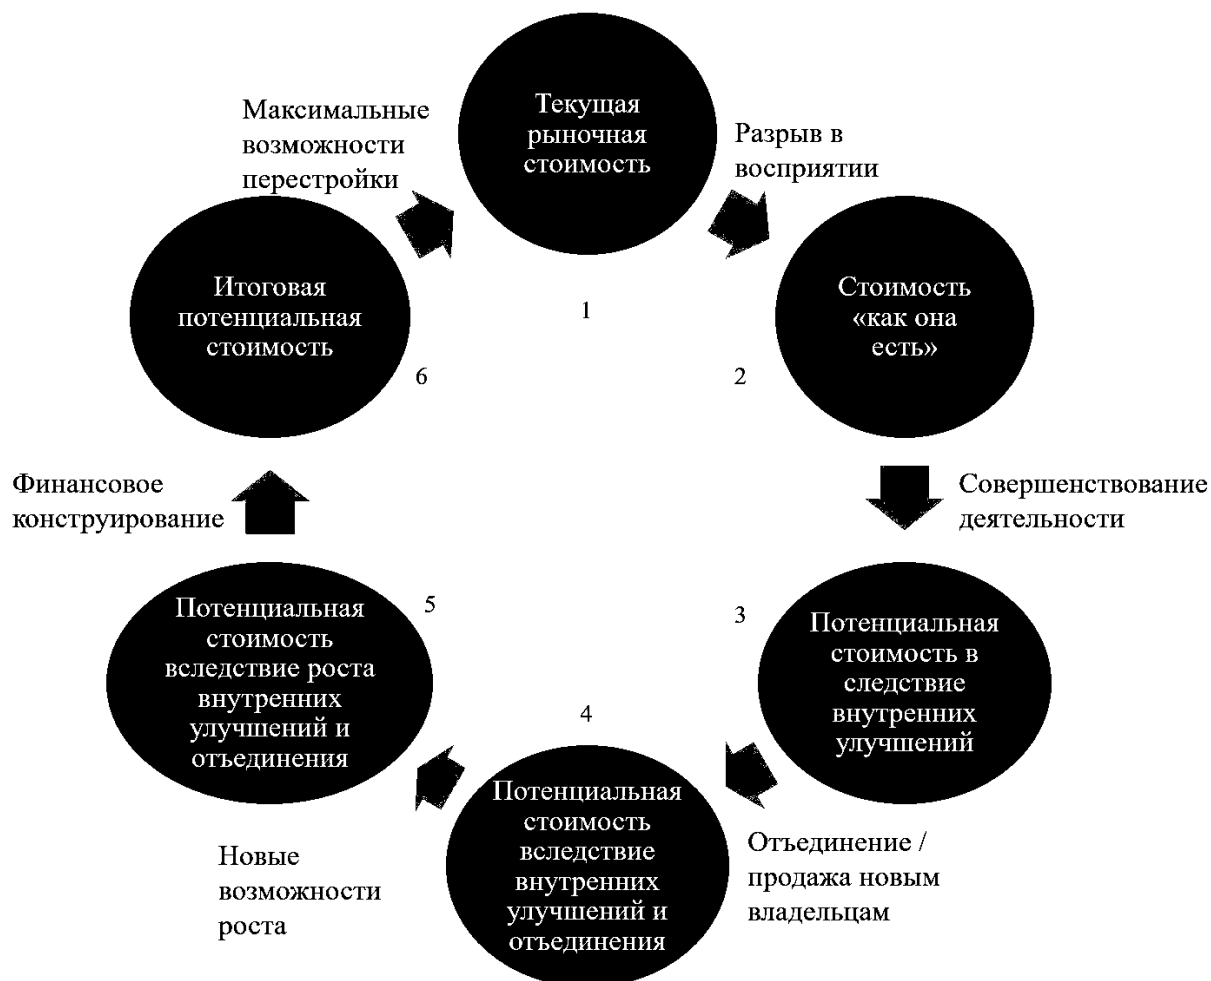 Текущая
рыночная
стоимость
1
Разрыв в
восприятии
Стоимость
«как она
есть»
2
Совершенствование
деятельности
Потенциальная
стоимость в
следствие
внутренних
улучшений
3
Отъединение /
продажа новым
владельцам
Потенциальная
стоимость
вследствие
внутренних
улучшений и
отъединения
4
Новые
возможности
роста
Потенциальная
стоимость
вследствие роста
внутренних
улучшений и
отъединения
5
Финансовое
конструирование
Итоговая
потенциальная
стоимость
6
Максимальные
возможности
перестройки